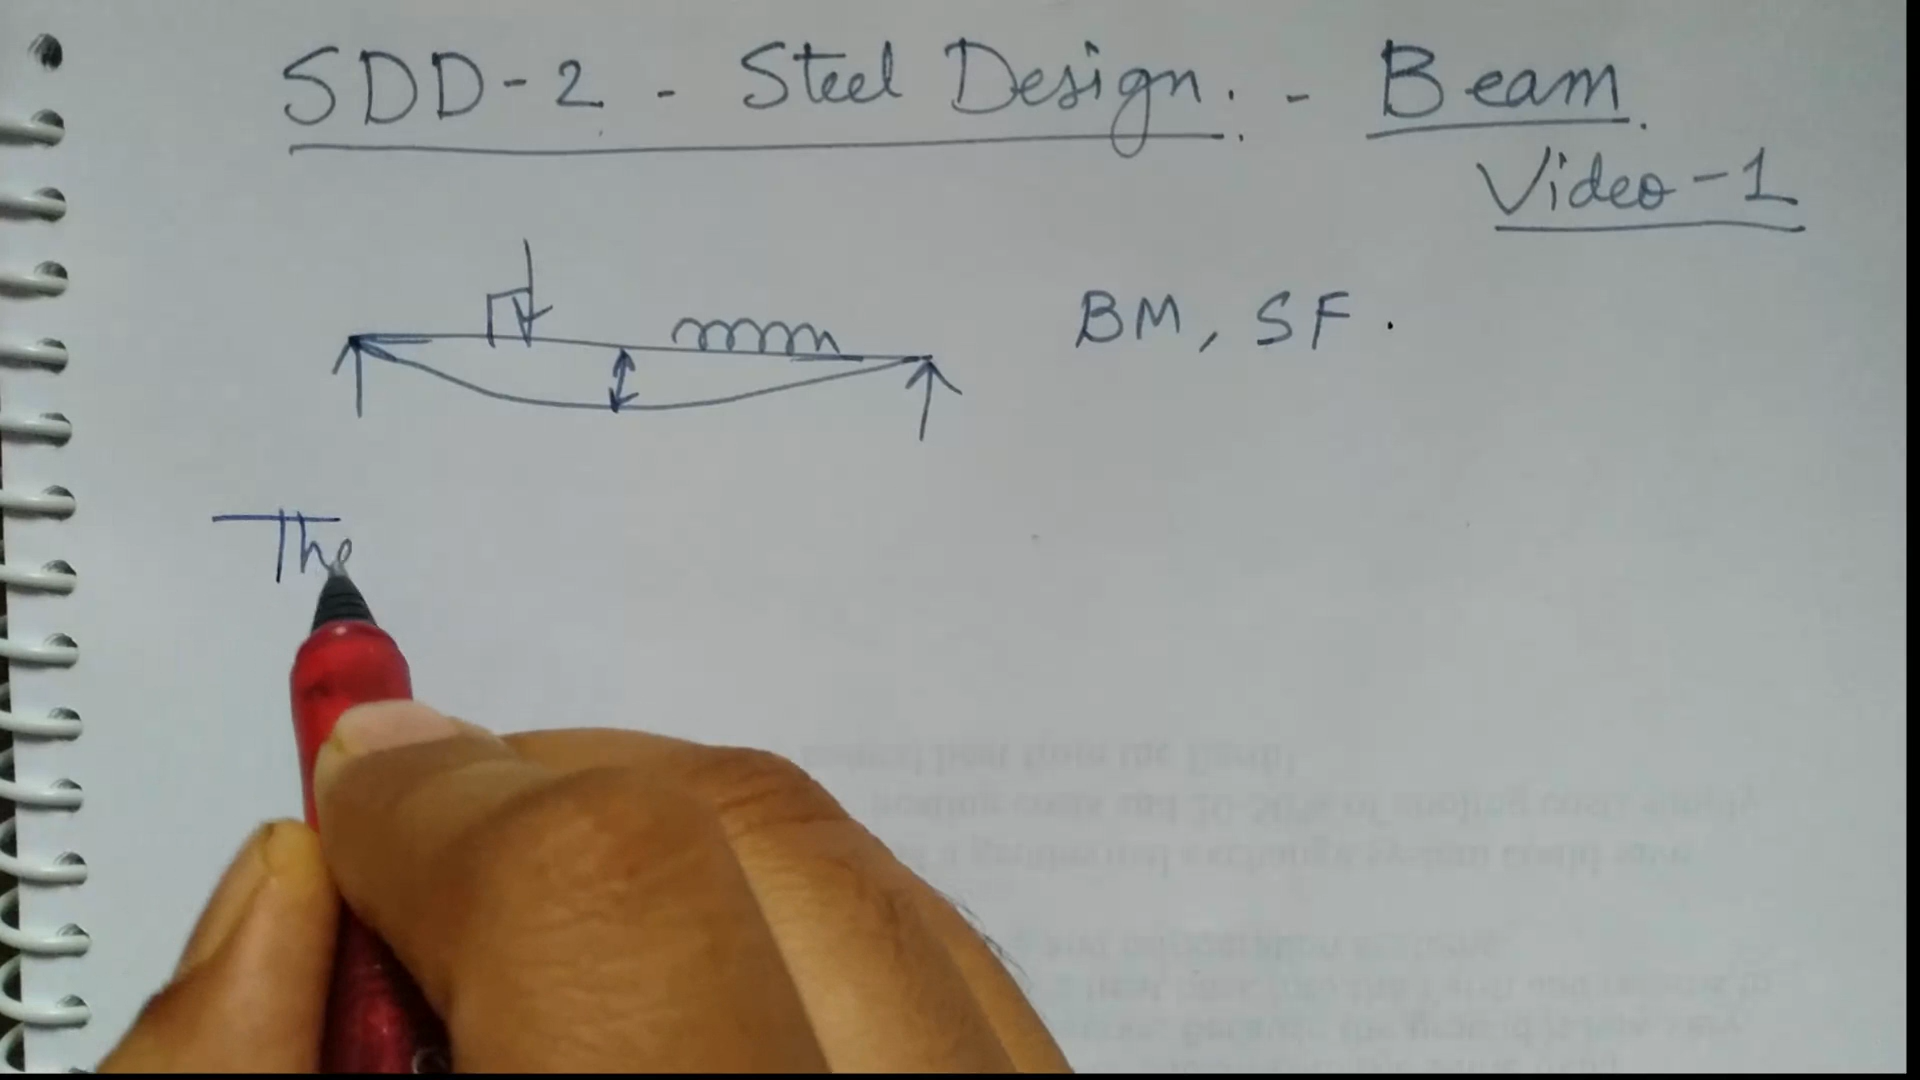 SDD-2 - Steel Design. - Beam.
Video-1
BM, SF.
The